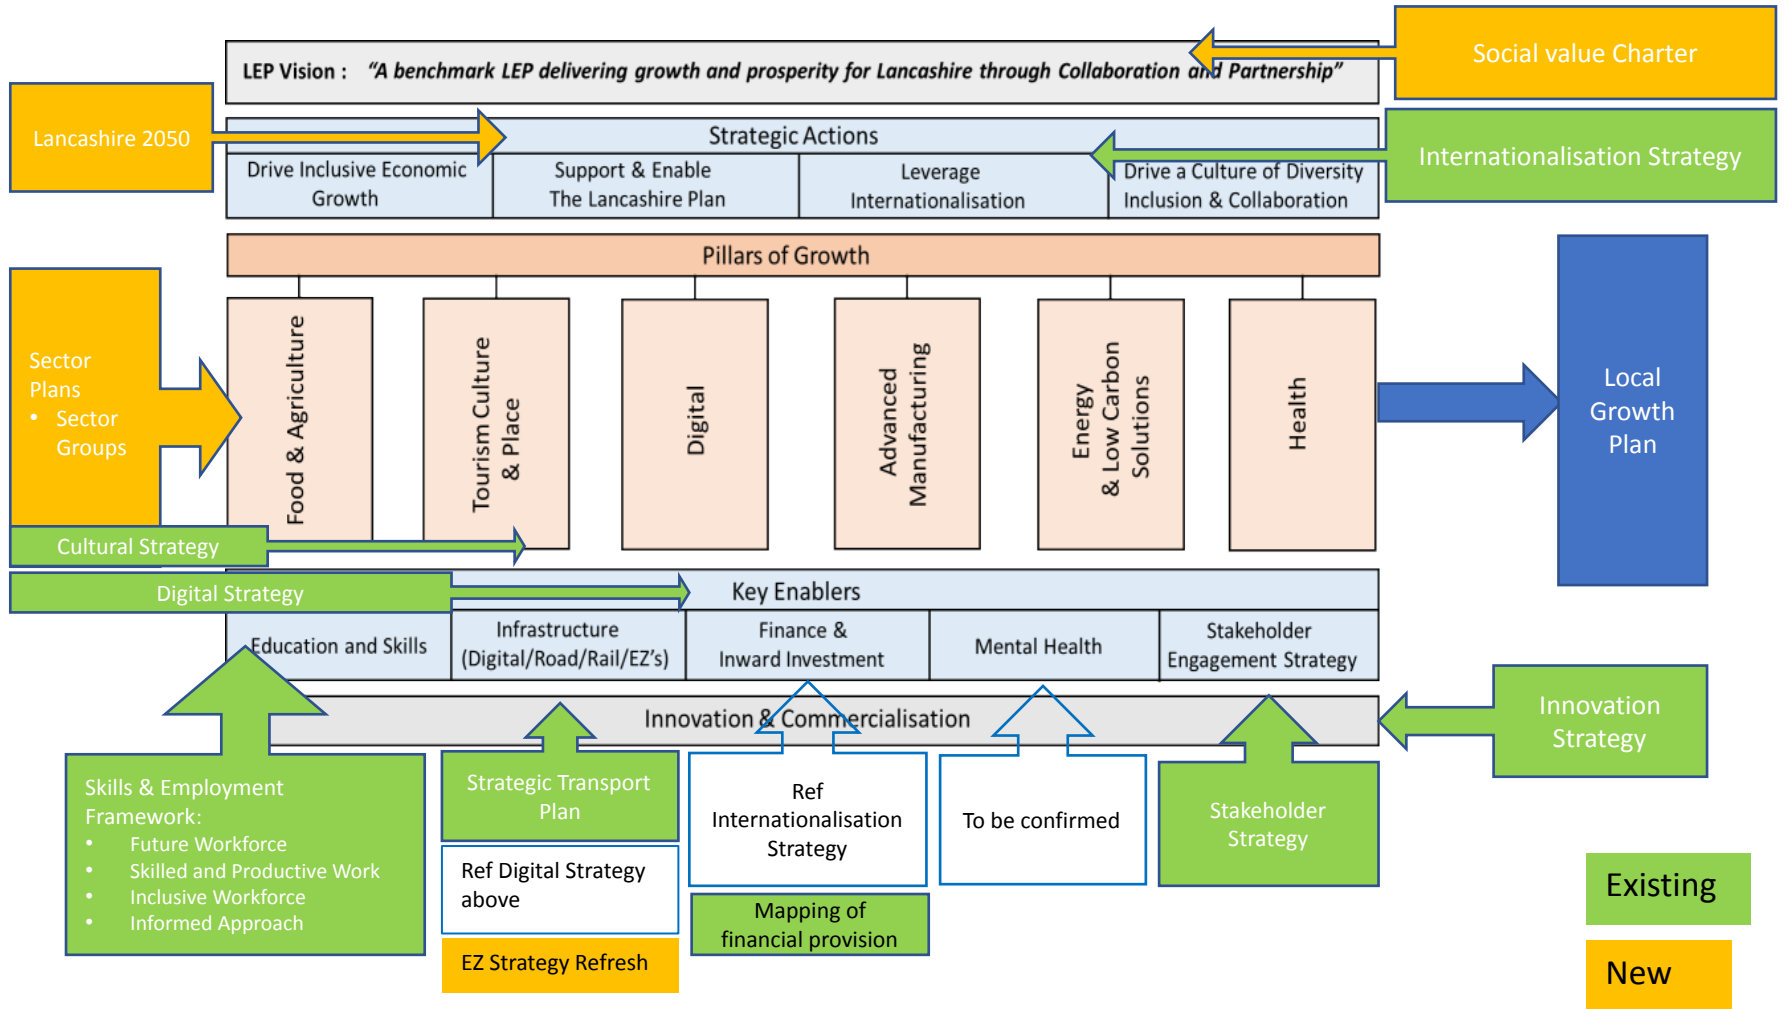 Social value Charter
LEP Vision : “A benchmark LEP delivering growth and prosperity for Lancashire through Collaboration and Partnership”
Lancashire 2050
Strategic Actions
Internationalisation Strategy
Drive Inclusive Economic
Growth
Support & Enable
The Lancashire Plan
Leverage
Internationalisation
Drive a Culture of Diversity
Inclusion & Collaboration
Pillars of Growth
Sector
Plans
• Sector
Groups
Food & Agriculture
Tourism Culture
& Place
Digital
Advanced
Manufacturing
Energy
& Low Carbon
Solutions
Health
Local
Growth
Plan
Cultural Strategy
Digital Strategy
Key Enablers
Education and Skills
Infrastructure
(Digital/Road/Rail/EZ’s)
Finance &
Inward Investment
Mental Health
Stakeholder
Engagement Strategy
Innovation & Commercialisation
Innovation
Strategy
Skills & Employment
Framework:
• Future Workforce
• Skilled and Productive Work
• Inclusive Workforce
• Informed Approach
Strategic Transport
Plan
Ref Digital Strategy
above
EZ Strategy Refresh
Ref
Internationalisation
Strategy
Mapping of
financial provision
To be confirmed
Stakeholder
Strategy
Existing
New